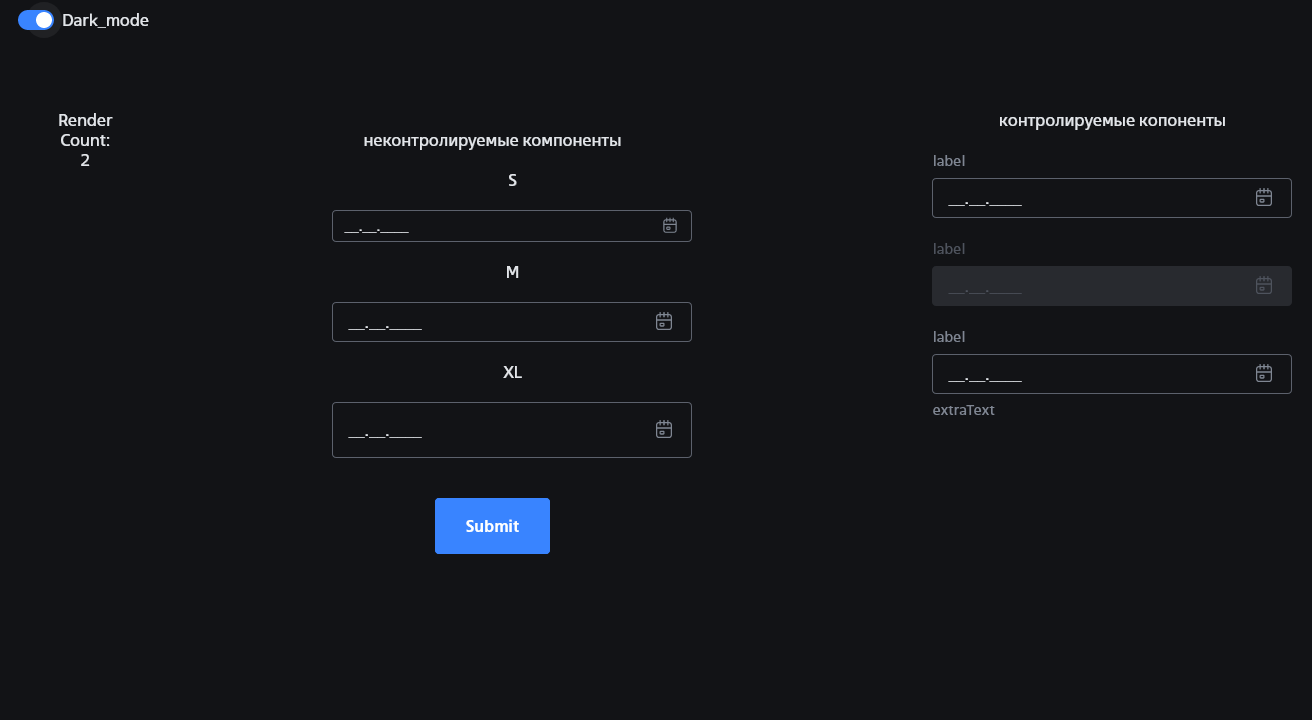 Dark_mode
Render
Count:
2
неконтролируемые компоненты
S
__.__.____
M
__.__.____
XL
__.__.____
Submit
контролируемые копоненты
label
__.__.____
label
__.__.____
label
__.__.____
extraText